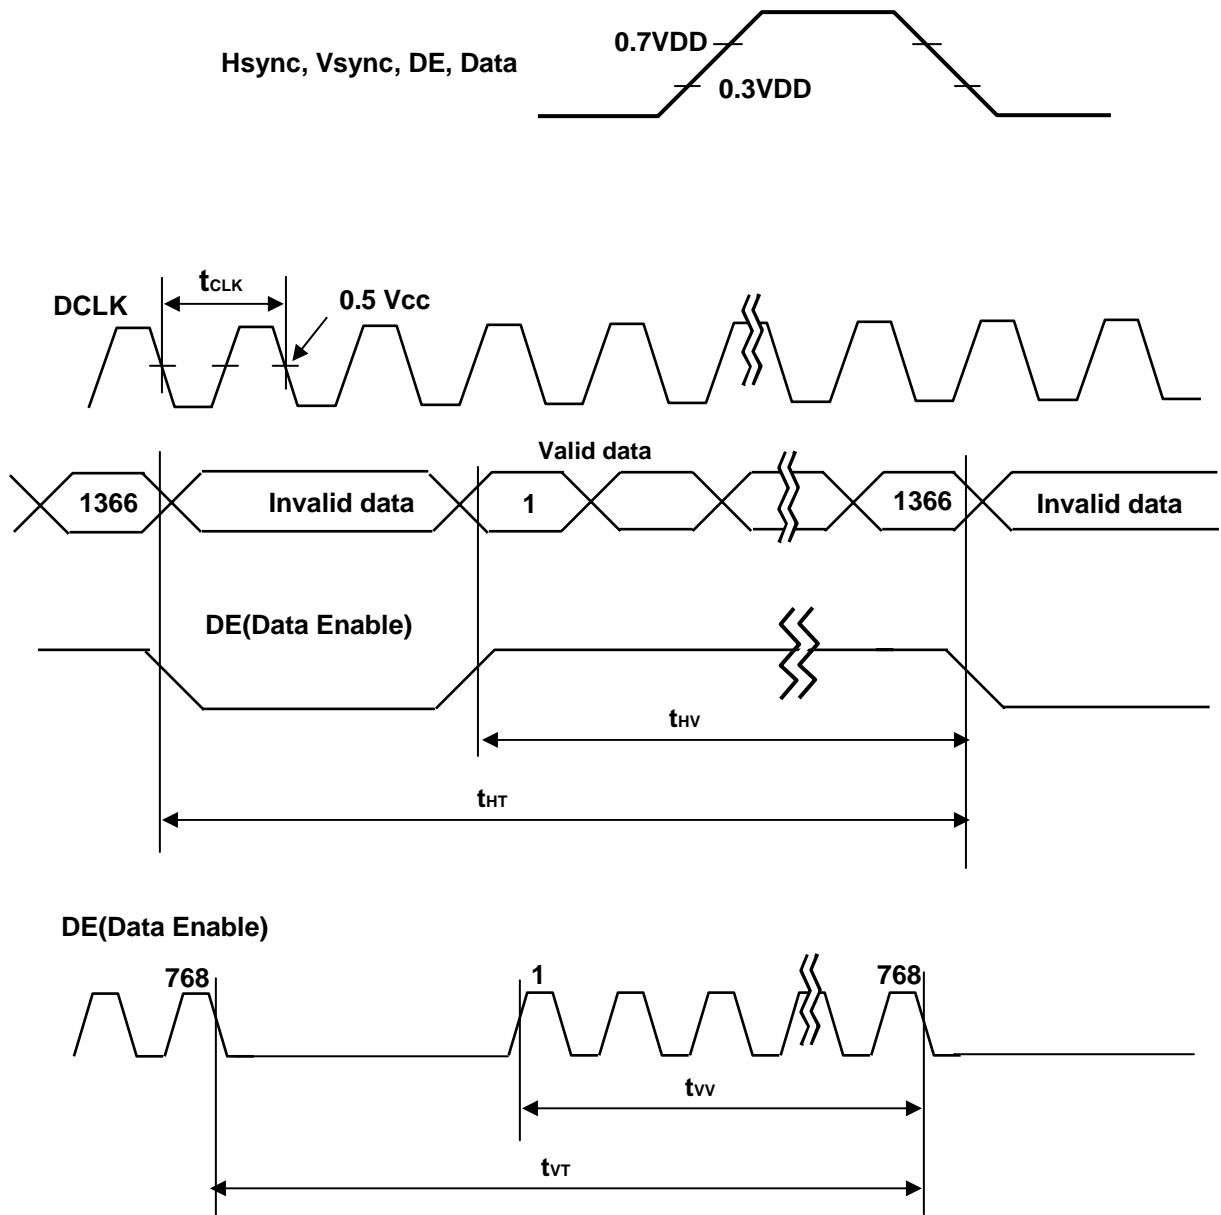 0.7VDD
Hsync, Vsync, DE, Data
0.3VDD
tCLK
DCLK
0.5 Vcc
Valid data
1366
Invalid data
1
1366
Invalid data
DE(Data Enable)
tHV
tHT
DE(Data Enable)
768
1
768
tVV
tVT